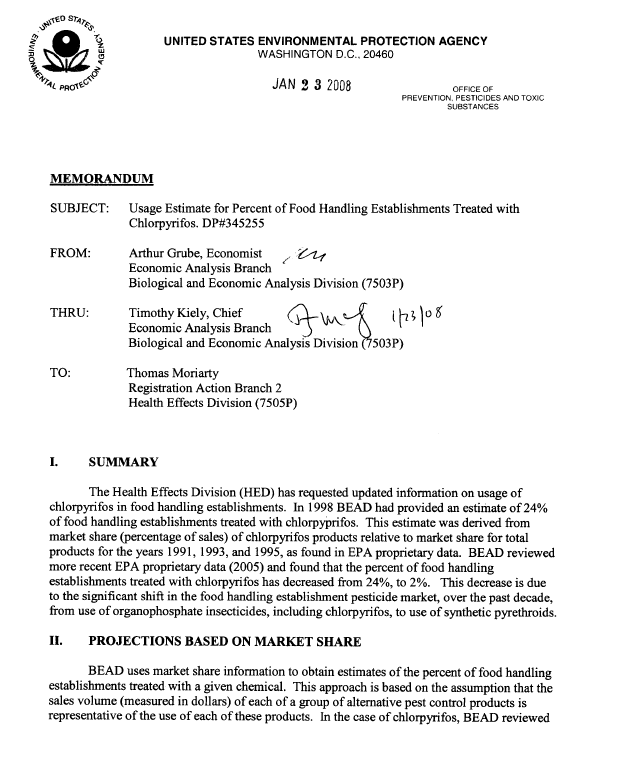 UNITED STATES
ENVIRONMENTAL PROTECTION AGENCY
UNITED STATES ENVIRONMENTAL PROTECTION AGENCY
WASHINGTON D.C., 20460
JAN 23 2008
OFFICE OF
PREVENTION, PESTICIDES AND TOXIC
SUBSTANCES
MEMORANDUM
SUBJECT: Usage Estimate for Percent of Food Handling Establishments Treated with
Chlorpyrifos. DP#345255
FROM: Arthur Grube, Economist
Economic Analysis Branch
Biological and Economic Analysis Division (7503P)
THRU: Timothy Kiely, Chief 1/23/08
Economic Analysis Branch
Biological and Economic Analysis Division (7503P)
TO: Thomas Moriarty
Registration Action Branch 2
Health Effects Division (7505P)
I. SUMMARY
The Health Effects Division (HED) has requested updated information on usage of
chlorpyrifos in food handling establishments. In 1998 BEAD had provided an estimate of 24%
of food handling establishments treated with chlorpyprifos. This estimate was derived from
market share (percentage of sales) of chlorpyrifos products relative to market share for total
products for the years 1991, 1993, and 1995, as found in EPA proprietary data. BEAD reviewed
more recent EPA proprietary data (2005) and found that the percent of food handling
establishments treated with chlorpyrifos has decreased from 24%, to 2%. This decrease is due
to the significant shift in the food handling establishment pesticide market, over the past decade,
from use of organophosphate insecticides, including chlorpyrifos, to use of synthetic pyrethroids.
II. PROJECTIONS BASED ON MARKET SHARE
BEAD uses market share information to obtain estimates of the percent of food handling
establishments treated with a given chemical. This approach is based on the assumption that the
sales volume (measured in dollars) of each of a group of alternative pest control products is
representative of the use of each of these products. In the case of chlorpyrifos, BEAD reviewed